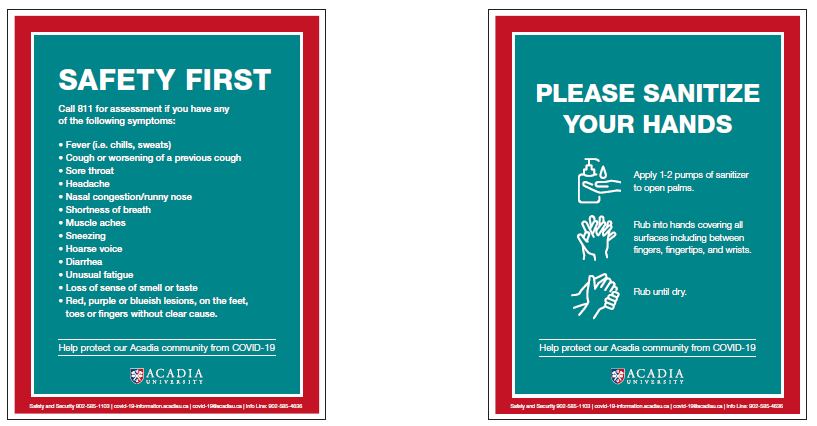 SAFETY FIRST
Call 811 for assessment if you have any
of the following symptoms:
• Fever (i.e. chills, sweats)
• Cough or worsening of a previous cough
• Sore throat
• Headache
• Nasal congestion/runny nose
• Shortness of breath
• Muscle aches
• Sneezing
• Hoarse voice
• Diarrhea
• Unusual fatigue
• Loss of sense of smell or taste
• Red, purple or blueish lesions, on the feet,
toes or fingers without clear cause.
Help protect our Acadia community from COVID-19
ACADIA
UNIVERSITY
Safety and Security 902-585-1103 | covid-19-information.acadiau.ca | covid-19@acadiau.ca | Info Line: 902-585-4636
PLEASE SANITIZE
YOUR HANDS
Apply 1-2 pumps of sanitizer
to open palms.
Rub into hands covering all
surfaces including between
fingers, fingertips, and wrists.
Rub until dry.
Help protect our Acadia community from COVID-19
ACADIA
UNIVERSITY
Safety and Security 902-585-1103 | covid-19-information.acadiau.ca | covid-19@acadiau.ca | Info Line: 902-585-4636